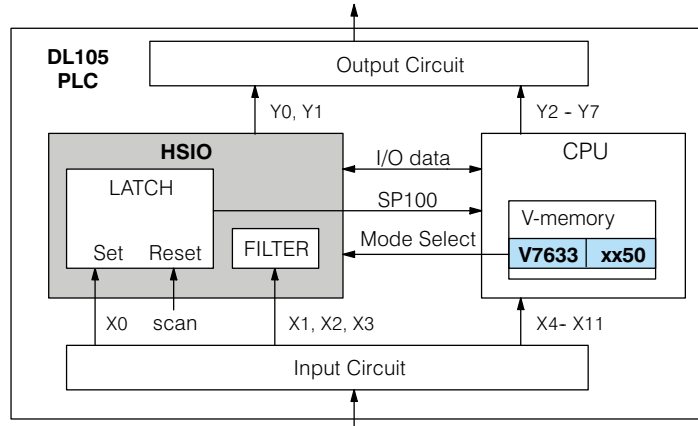 DL105
PLC
Output Circuit
Y0, Y1
Y2 - Y7
HSIO
I/O data
CPU
LATCH
SP100
V-memory
Set Reset
FILTER
Mode Select
V7633 xx50
X0 scan
X1, X2, X3
X4- X11
Input Circuit